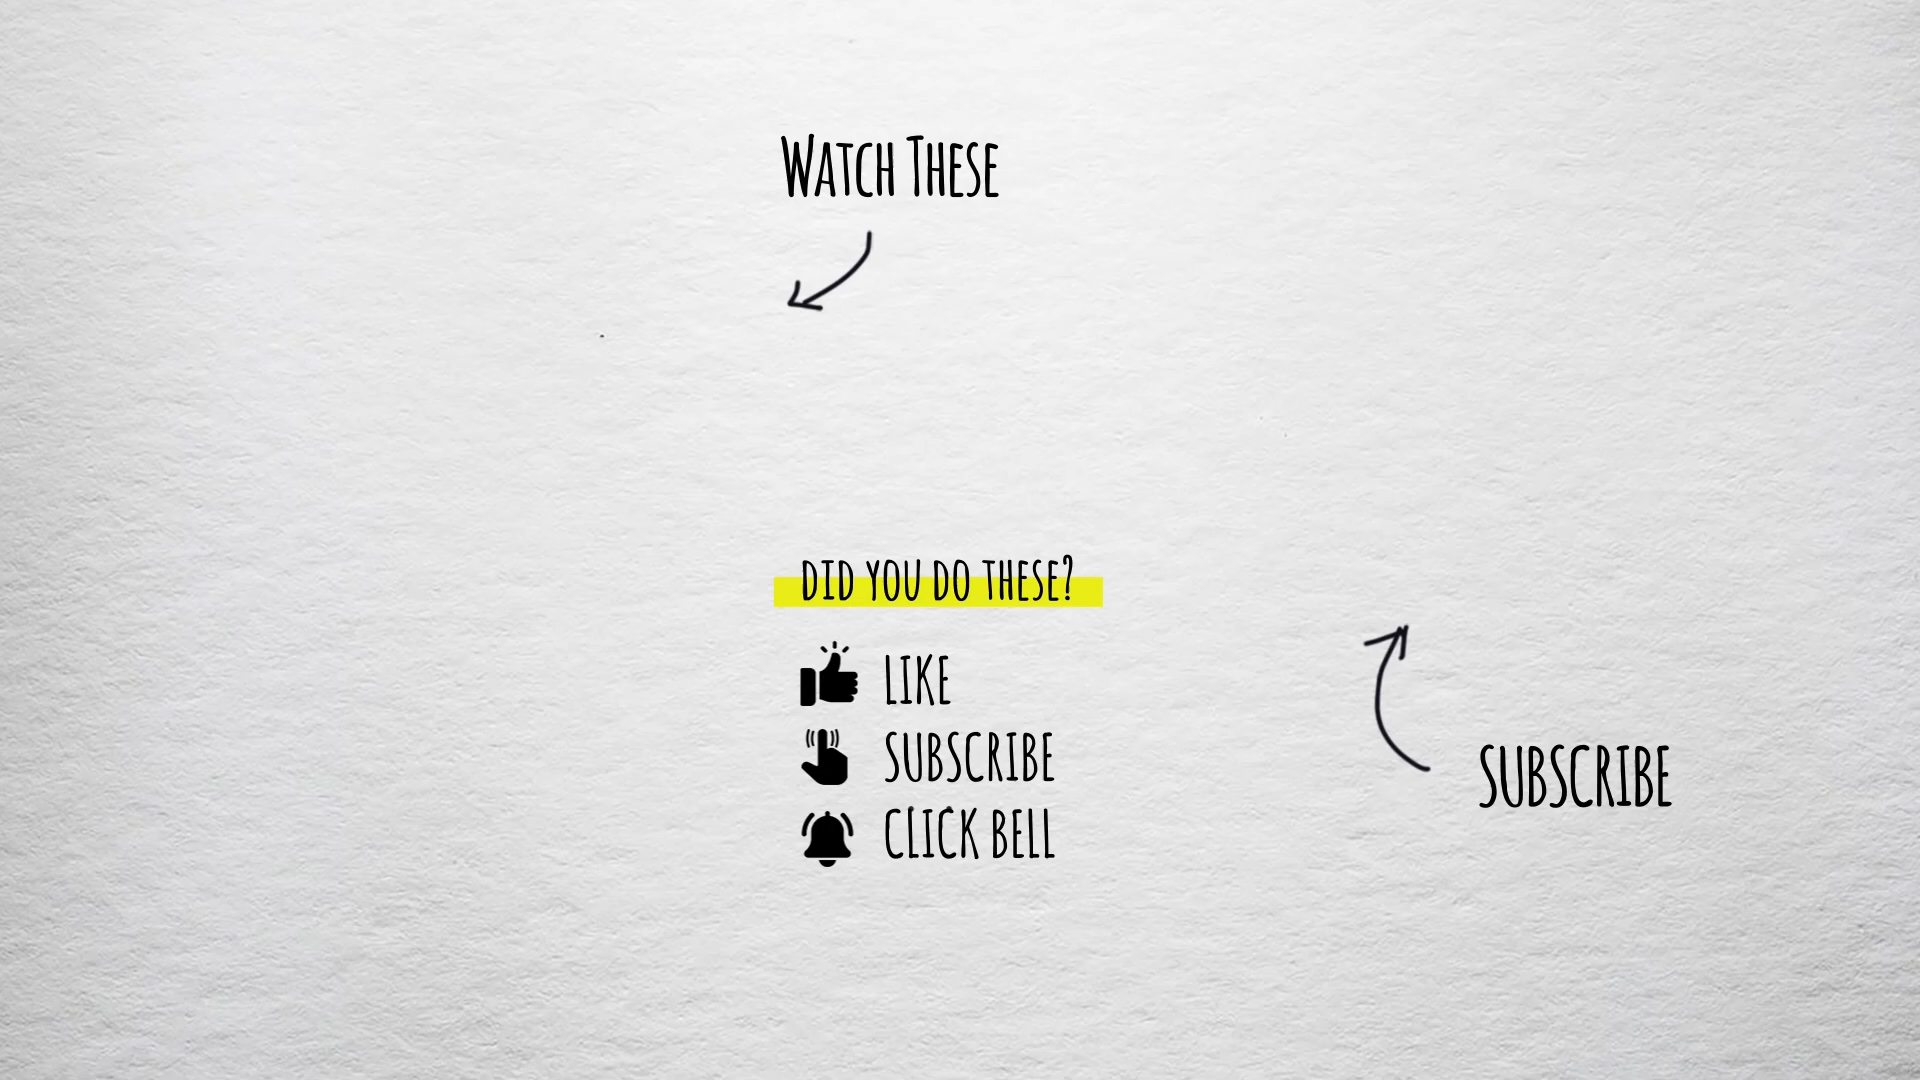 Watch These
DID YOU DO THESE?
LIKE
SUBSCRIBE
CLICK BELL
SUBSCRIBE